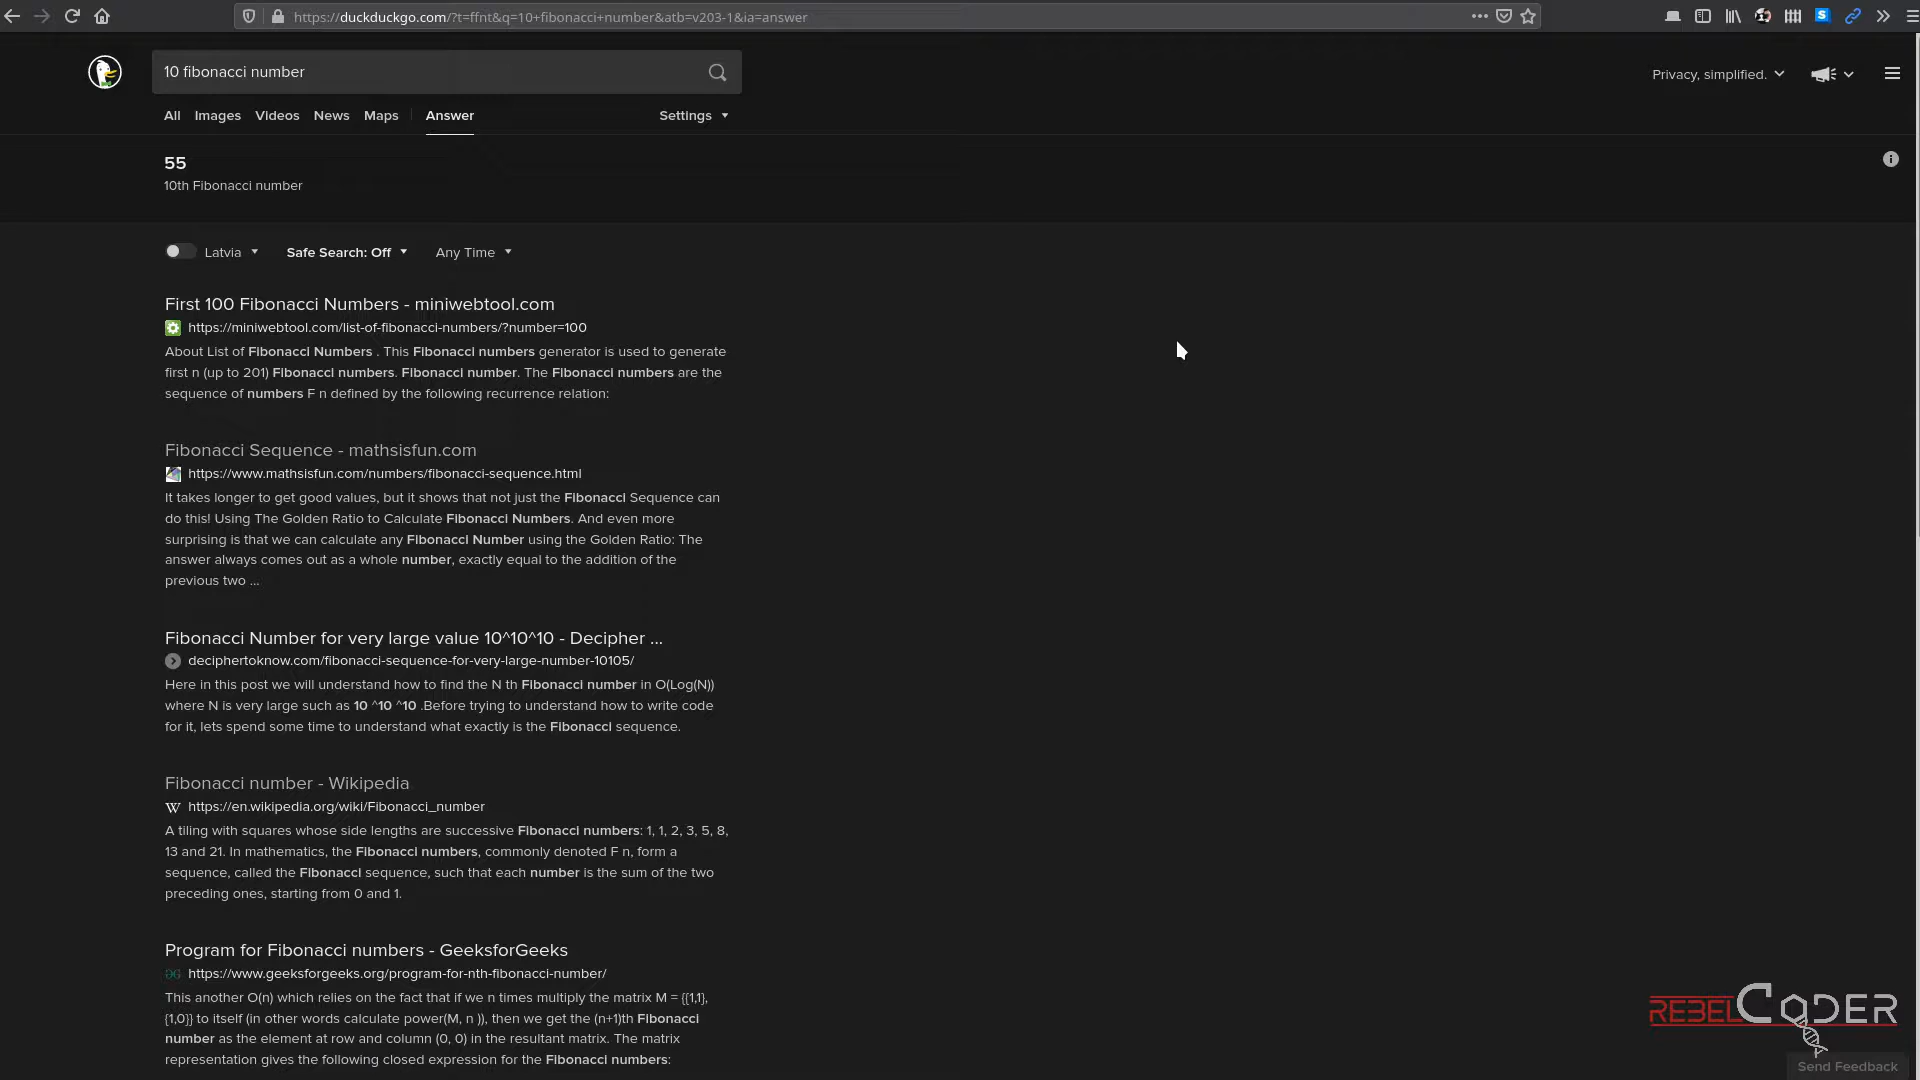 https://duckduckgo.com/?t=ffnt&q=10+fibonacci+number&atb=v203-1&ia=answer
10 fibonacci number
Privacy, simplified.
All Images Videos News Maps Answer Settings
55
10th Fibonacci number
Latvia Safe Search: Off Any Time
First 100 Fibonacci Numbers - miniwebtool.com
https://miniwebtool.com/list-of-fibonacci-numbers/?number=100
About List of Fibonacci Numbers . This Fibonacci numbers generator is used to generate
first n (up to 201) Fibonacci numbers. Fibonacci number. The Fibonacci numbers are the
sequence of numbers F n defined by the following recurrence relation:
Fibonacci Sequence - mathsisfun.com
https://www.mathsisfun.com/numbers/fibonacci-sequence.html
It takes longer to get good values, but it shows that not just the Fibonacci Sequence can
do this! Using The Golden Ratio to Calculate Fibonacci Numbers. And even more
surprising is that we can calculate any Fibonacci Number using the Golden Ratio: The
answer always comes out as a whole number, exactly equal to the addition of the
previous two ...
Fibonacci Number for very large value 10^10^10 - Decipher ...
deciphertoknow.com/fibonacci-sequence-for-very-large-number-10105/
Here in this post we will understand how to find the N th Fibonacci number in O(Log(N))
where N is very large such as 10 ^10 ^10 .Before trying to understand how to write code
for it, lets spend some time to understand what exactly is the Fibonacci sequence.
Fibonacci number - Wikipedia
W https://en.wikipedia.org/wiki/Fibonacci_number
A tiling with squares whose side lengths are successive Fibonacci numbers: 1, 1, 2, 3, 5, 8,
13 and 21. In mathematics, the Fibonacci numbers, commonly denoted F n, form a
sequence, called the Fibonacci sequence, such that each number is the sum of the two
preceding ones, starting from 0 and 1.
Program for Fibonacci numbers - GeeksforGeeks
https://www.geeksforgeeks.org/program-for-nth-fibonacci-number/
This another O(n) which relies on the fact that if we n times multiply the matrix M = {{1,1},
{1,0}} to itself (in other words calculate power(M, n )), then we get the (n+1)th Fibonacci
number as the element at row and column (0, 0) in the resultant matrix. The matrix
representation gives the following closed expression for the Fibonacci numbers:
REBELCODER
Send Feedback